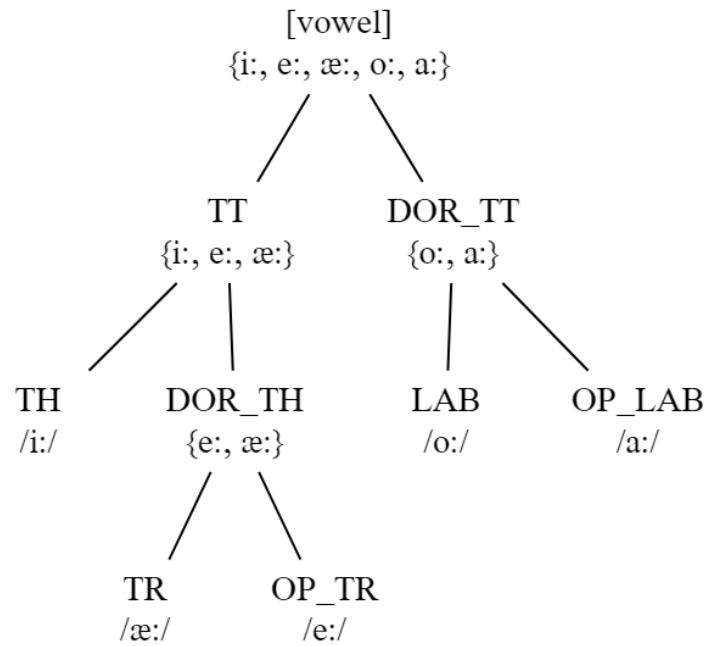 [vowel]
{i:, e:, æ:, o:, a:}
TT DOR_TT
{i:, e:, æ:} {o:, a:}
TH DOR_TH LAB OP_LAB
/i:/ {e:, æ:} /o:/ /a:/
TR OP_TR
/æ:/ /e:/